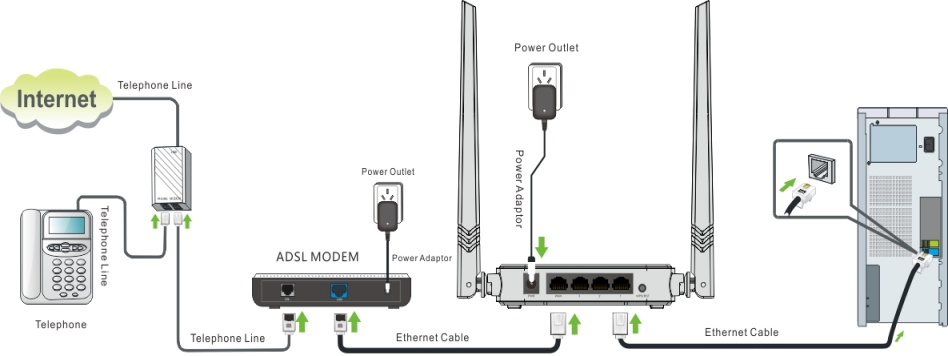 Power Outlet
Telephone Line
Internet
Power Adaptor
Power Outlet
Telephone Line
ADSL MODEM
Power Adaptor
Telephone
Telephone Line
Ethernet Cable
Ethernet Cable